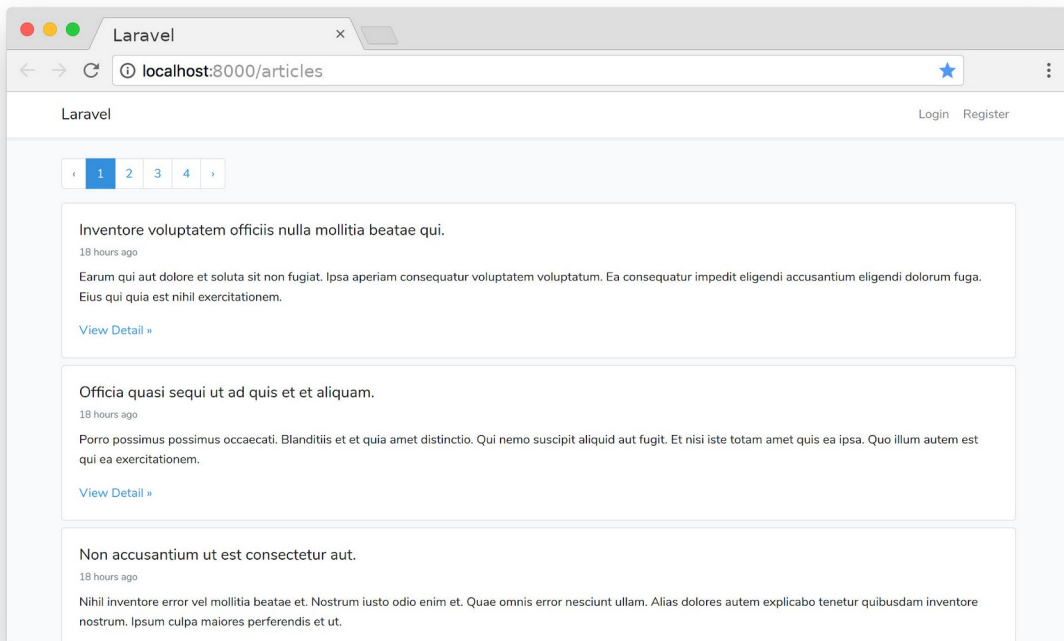 Laravel
localhost:8000/articles
Laravel
Login Register
‹ 1 2 3 4 ›
Inventore voluptatem officiis nulla mollitia beatae qui.
18 hours ago
Earum qui aut dolore et soluta sit non fugiat. Ipsa aperiam consequatur voluptatem voluptatum. Ea consequatur impedit eligendi accusantium eligendi dolorum fuga.
Eius qui quia est nihil exercitationem.
View Detail »
Officia quasi sequi ut ad quis et et aliquam.
18 hours ago
Porro possimus possimus occaecati. Blanditiis et et quia amet distinctio. Qui nemo suscipit aliquid aut fugit. Et nisi iste totam amet quis ea ipsa. Quo illum autem est
qui ea exercitationem.
View Detail »
Non accusantium ut est consectetur aut.
18 hours ago
Nihil inventore error vel mollitia beatae et. Nostrum iusto odio enim et. Quae omnis error nesciunt ullam. Alias dolores autem explicabo tenetur quibusdam inventore
nostrum. Ipsum culpa maiores perferendis et ut.